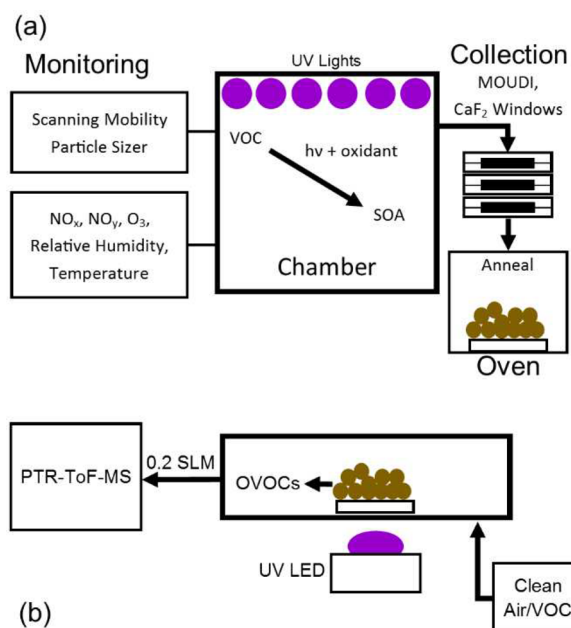 (a)
Monitoring
Scanning Mobility
Particle Sizer
NOₓ, NOᵧ, O₃,
Relative Humidity,
Temperature
UV Lights
VOC
hν + oxidant
SOA
Chamber
Collection
MOUDI,
CaF₂ Windows
Anneal
Oven
PTR-ToF-MS
0.2 SLM
OVOCs
UV LED
Clean
Air/VOC
(b)